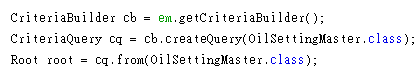 CriteriaBuilder cb = em.getCriteriaBuilder();
CriteriaQuery cq = cb.createQuery(OilSettingMaster.class);
Root root = cq.from(OilSettingMaster.class);